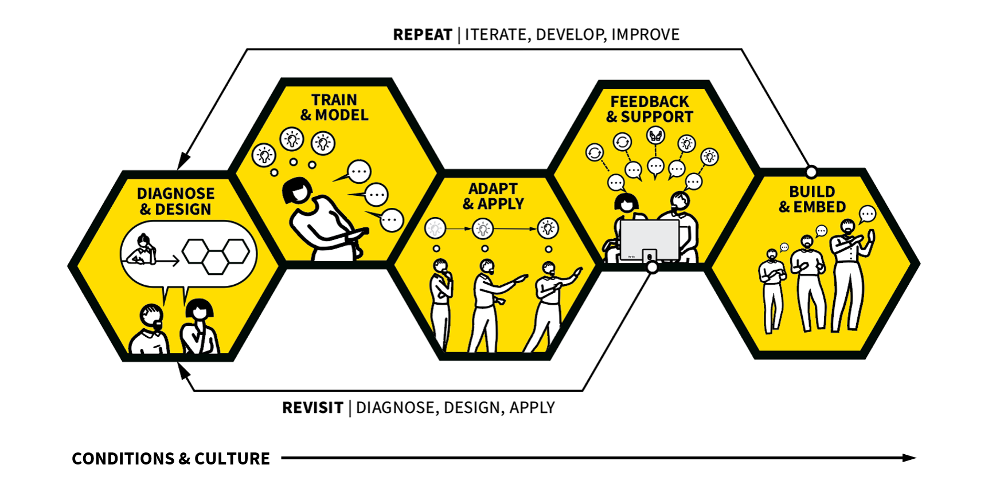 REPEAT | ITERATE, DEVELOP, IMPROVE
DIAGNOSE
& DESIGN
TRAIN
& MODEL
ADAPT
& APPLY
FEEDBACK
& SUPPORT
BUILD
& EMBED
REVISIT | DIAGNOSE, DESIGN, APPLY
CONDITIONS & CULTURE